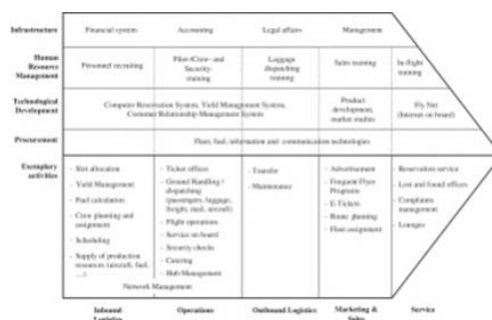 Infrastructure Financial system Accounting Legal affairs Management
Human Resource Management
Personnel recruiting
Pilot-/Crew- and Security- training
Luggage dispatching training
Sales training
In-flight training
Technological Development
Computer Reservation System, Yield Management System,
Customer Relationship Management System
Product development, market studies
Fly Net (Internet on board)
Procurement Fleet, fuel, information and communication technologies
Exemplary activities
- Slot allocation
- Yield Management
- Fuel calculation
- Crew planning and assignment
- Scheduling
- Supply of production resources (aircraft, fuel, ...)
- Ticket offices
- Ground Handling / dispatching (passengers, luggage, freight, mail, aircraft)
- Flight operations
- Service on board
- Security checks
- Catering
- Hub Management
Network Management
- Transfer
- Maintenance
- Advertisement
- Frequent Flyer Programs
- E-Tickets
- Route planning
- Fleet assignment
- Reservation service
- Lost and found offices
- Complaints management
- Lounges
Inbound Logistics
Operations
Outbound Logistics
Marketing & Sales
Service